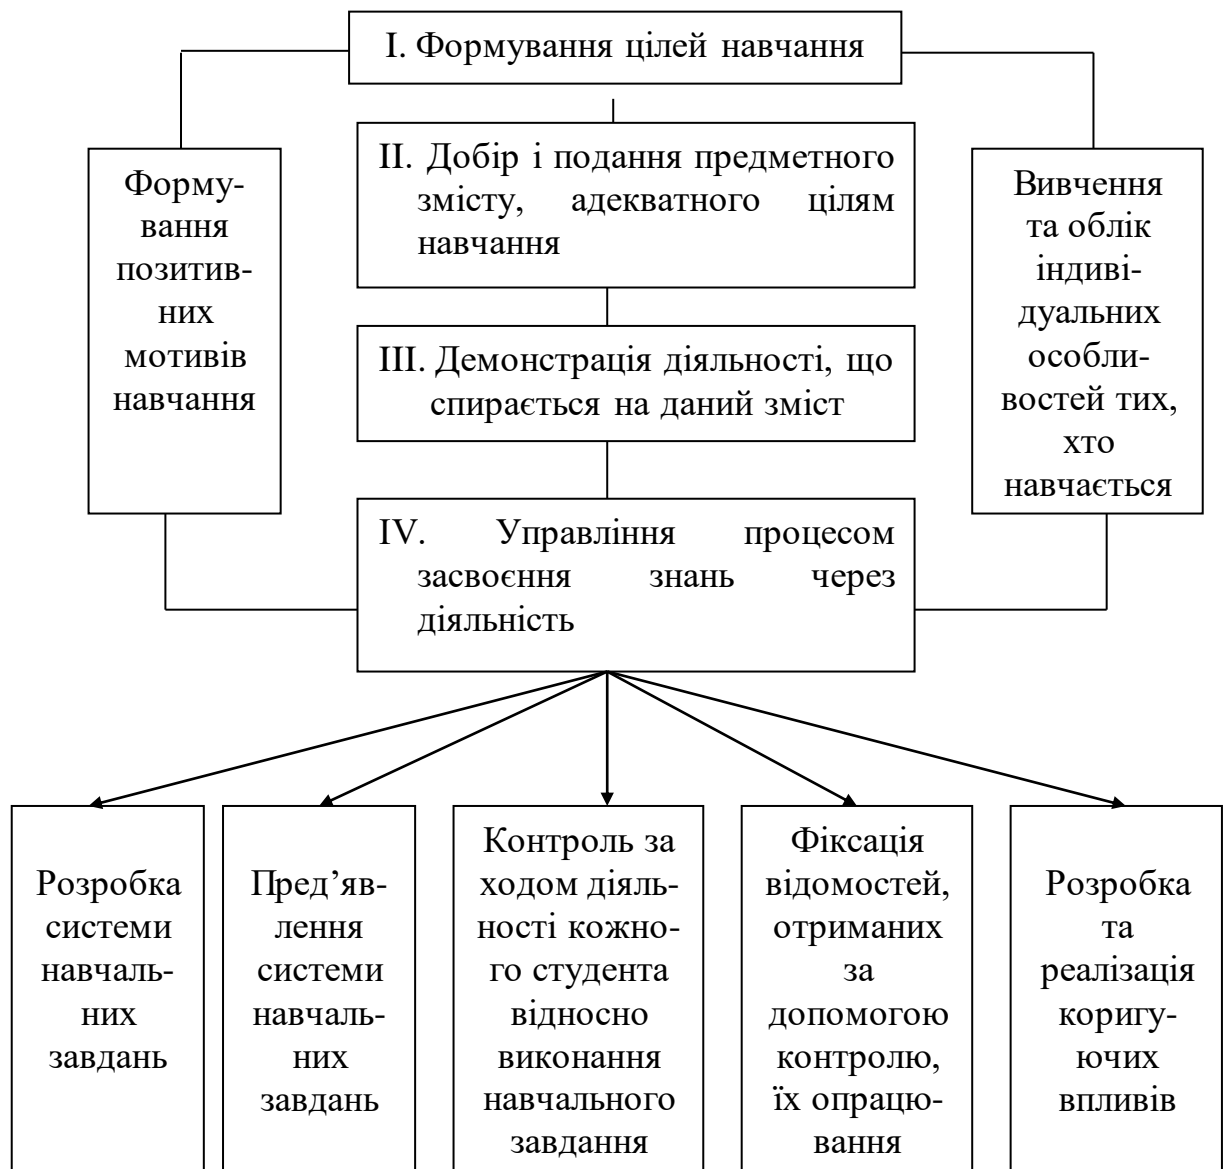 I. Формування цілей навчання
Форму-
вання
позитив-
них
мотивів
навчання
II. Добір і подання предметного
змісту, адекватного цілям
навчання
Вивчення
та облік
індиві-
дуальних
особли-
востей тих,
хто
навчається
III. Демонстрація діяльності, що
спирається на даний зміст
IV. Управління процесом
засвоєння знань через
діяльність
Розробка
системи
навчаль-
них
завдань
Пред’яв-
лення
системи
навчаль-
них
завдань
Контроль за
ходом діяль-
ності кожно-
го студента
відносно
виконання
навчального
завдання
Фіксація
відомостей,
отриманих
за
допомогою
контролю,
їх опрацю-
вання
Розробка
та
реалізація
коригу-
ючих
впливів